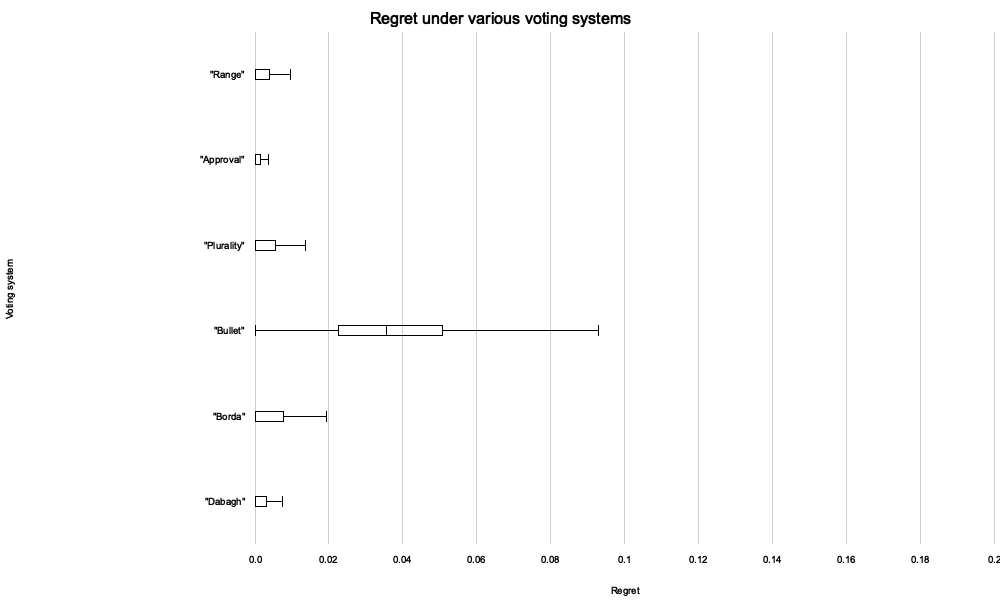 Regret under various voting systems
"Range"
"Approval"
"Plurality"
Voting system
"Bullet"
"Borda"
"Dabagh"
0.0 0.02 0.04 0.06 0.08 0.1 0.12 0.14 0.16 0.18 0.2
Regret